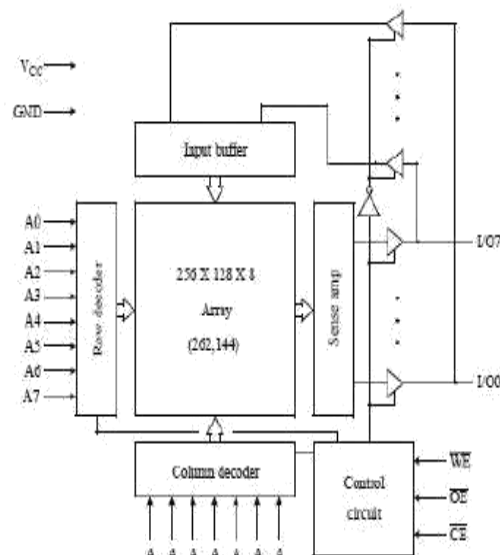 VCC
GND
Input buffer
A0
A1
A2
A3
A4
A5
A6
A7
Row decoder
256 X 128 X 8
Array
(262,144)
Sense amp
I/O7
I/O0
Column decoder
Control
circuit
WE
OE
CE
A A A A A A A